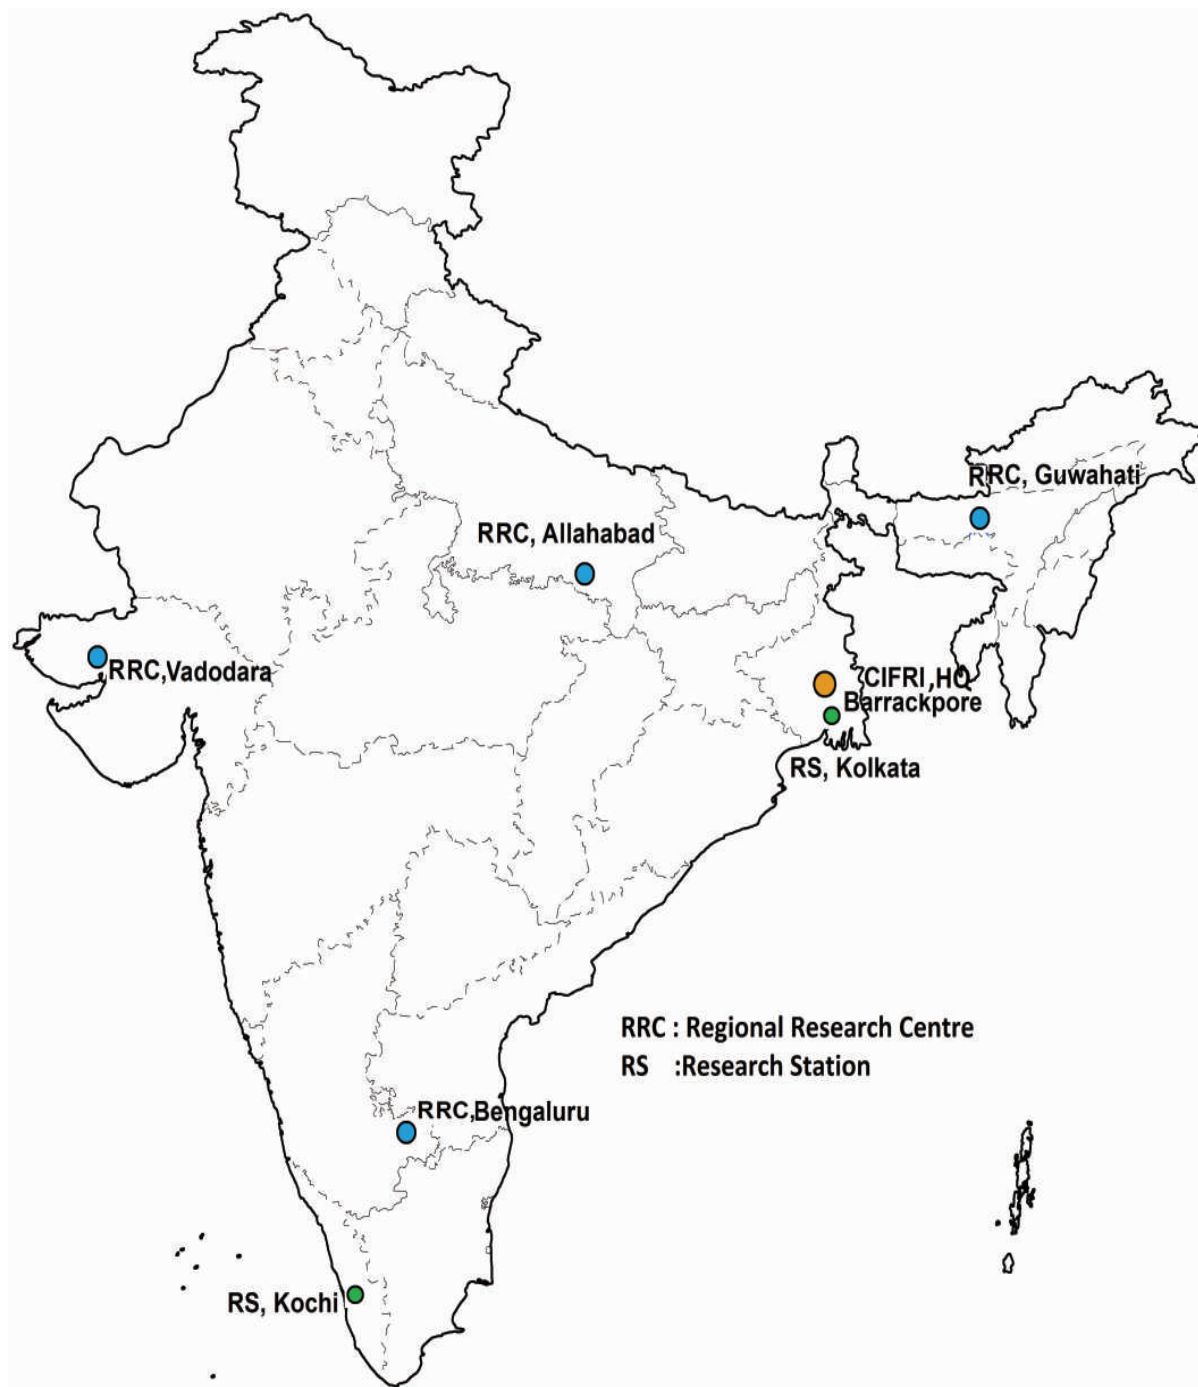 RRC, Guwahati
RRC, Allahabad
RRC,Vadodara
CIFRI,HQ
Barrackpore
RS, Kolkata
RRC : Regional Research Centre
RS :Research Station
RRC,Bengaluru
RS, Kochi